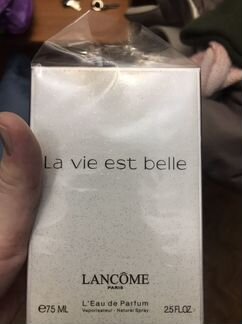 La vie est belle
LANCÔME
PARIS
L'Eau de Parfum
Vaporisateur - Natural Spray
℮75 ML
2.5 FL.OZ